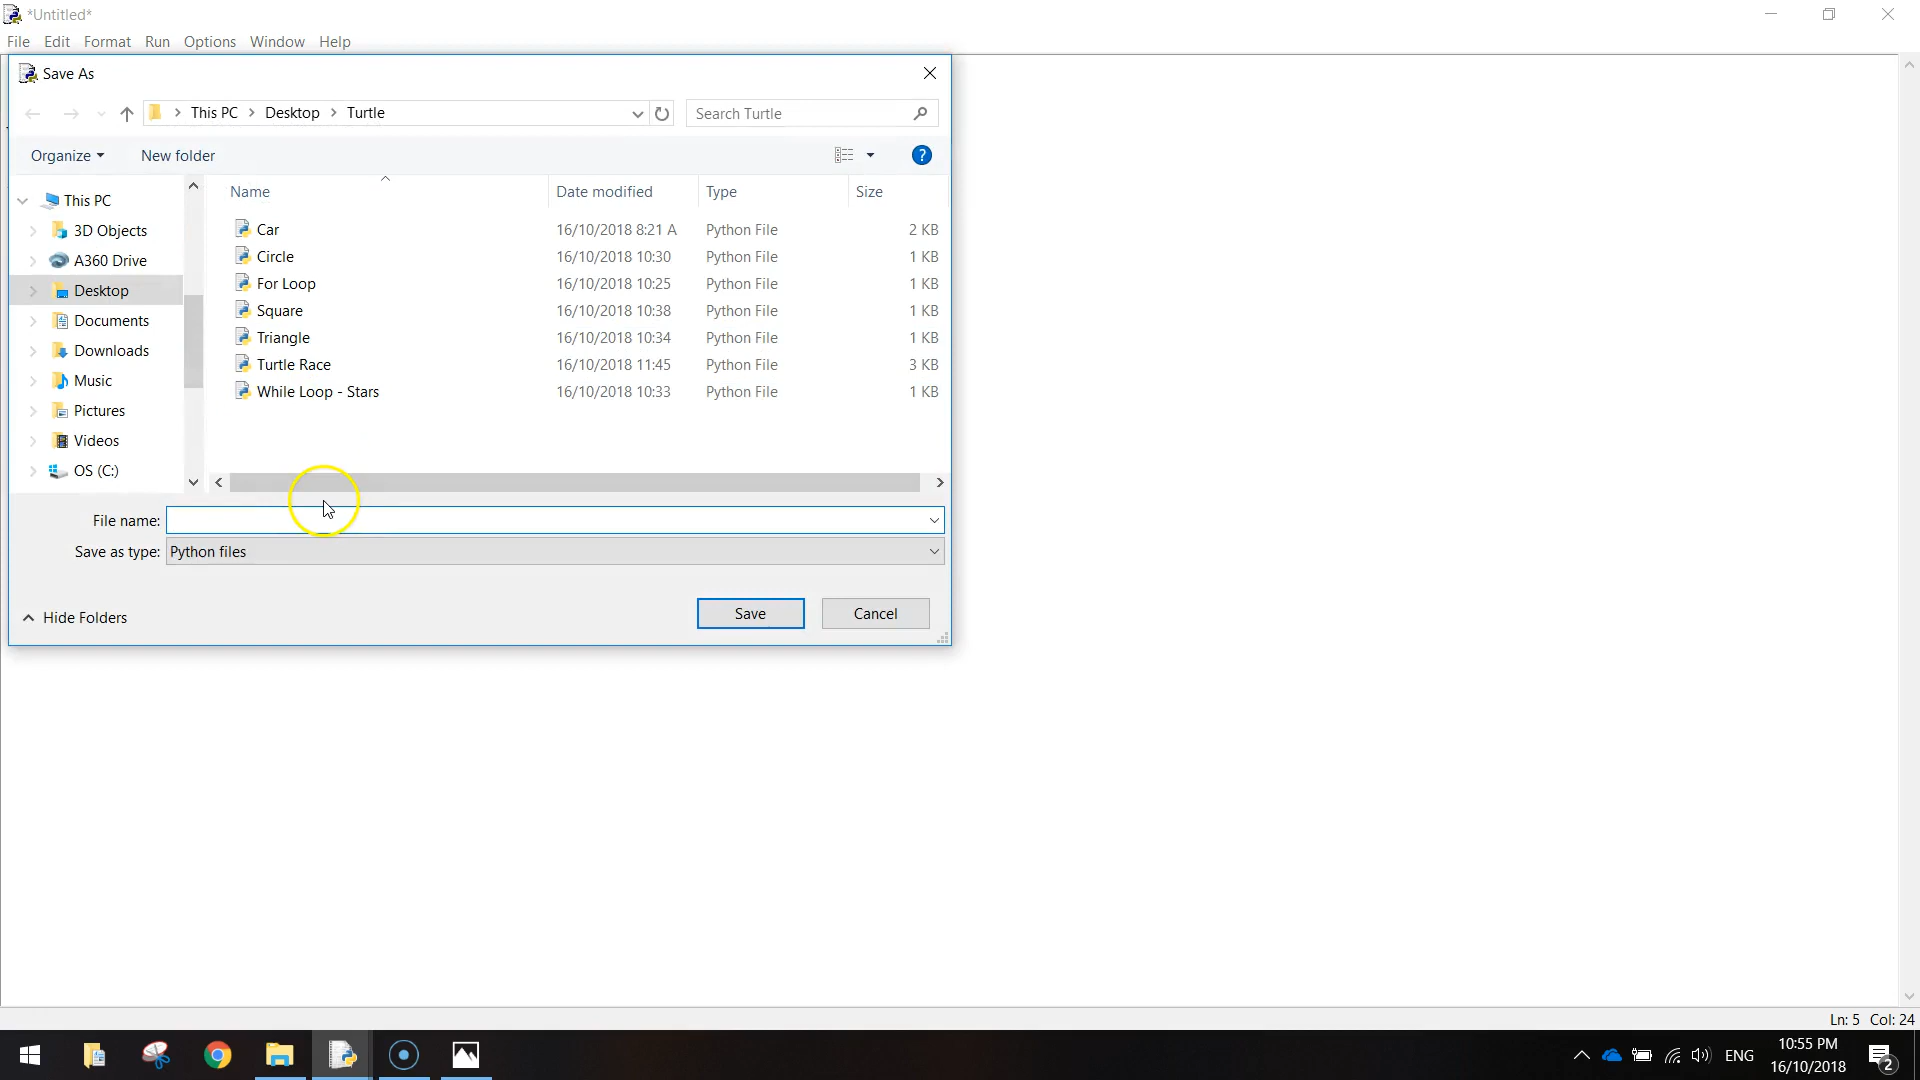 *Untitled*
File Edit Format Run Options Window Help
Save As
This PC Desktop Turtle
Search Turtle
Organize New folder
?
Name Date modified Type Size
This PC
3D Objects
A360 Drive
Desktop
Documents
Downloads
Music
Pictures
Videos
OS (C:)
Car 16/10/2018 8:21 A Python File 2 KB
Circle 16/10/2018 10:30 Python File 1 KB
For Loop 16/10/2018 10:25 Python File 1 KB
Square 16/10/2018 10:38 Python File 1 KB
Triangle 16/10/2018 10:34 Python File 1 KB
Turtle Race 16/10/2018 11:45 Python File 3 KB
While Loop - Stars 16/10/2018 10:33 Python File 1 KB
File name:
Save as type: Python files
Hide Folders
Save Cancel
Ln: 5 Col: 24
ENG
10:55 PM
16/10/2018
2